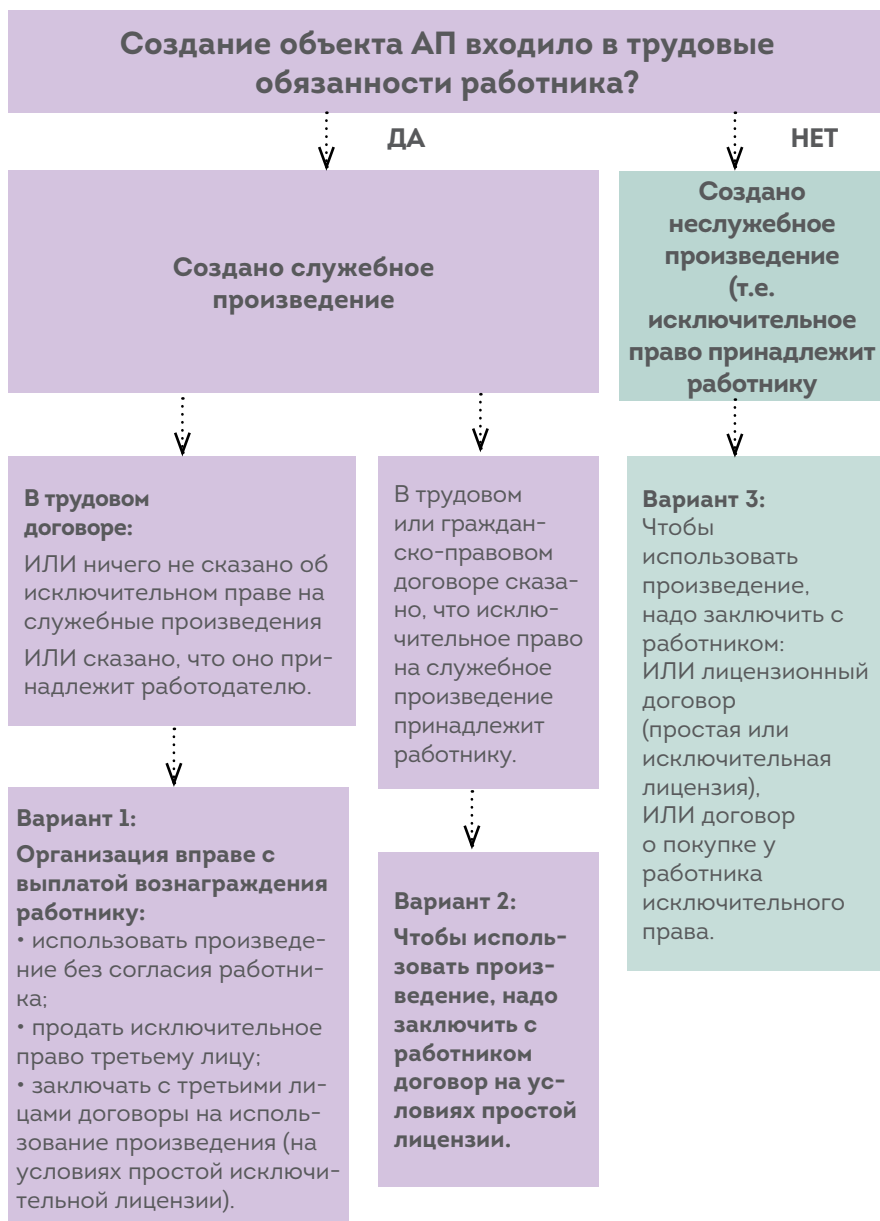 Создание объекта АП входило в трудовые
обязанности работника?
ДА
НЕТ
Создано служебное
произведение
Создано
неслужебное
произведение
(т.е.
исключительное
право принадлежит
работнику
В трудовом
договоре:
ИЛИ ничего не сказано об
исключительном праве на
служебные произведения
ИЛИ сказано, что оно при-
надлежит работодателю.
В трудовом
или граждан-
ско-правовом
договоре сказа-
но, что исклю-
чительное право
на служебное
произведение
принадлежит
работнику.
Вариант 3:
Чтобы
использовать
произведение,
надо заключить с
работником:
ИЛИ лицензионный
договор
(простая или
исключительная
лицензия),
ИЛИ договор
о покупке у
работника
исключительного
права.
Вариант 1:
Организация вправе с
выплатой вознаграждения
работнику:
• использовать произведе-
ние без согласия работни-
ка;
• продать исключительное
право третьему лицу;
• заключать с третьими ли-
цами договоры на исполь-
зование произведения (на
условиях простой исключи-
тельной лицензии).
Вариант 2:
Чтобы исполь-
зовать произ-
ведение, надо
заключить с
работником
договор на ус-
ловиях простой
лицензии.